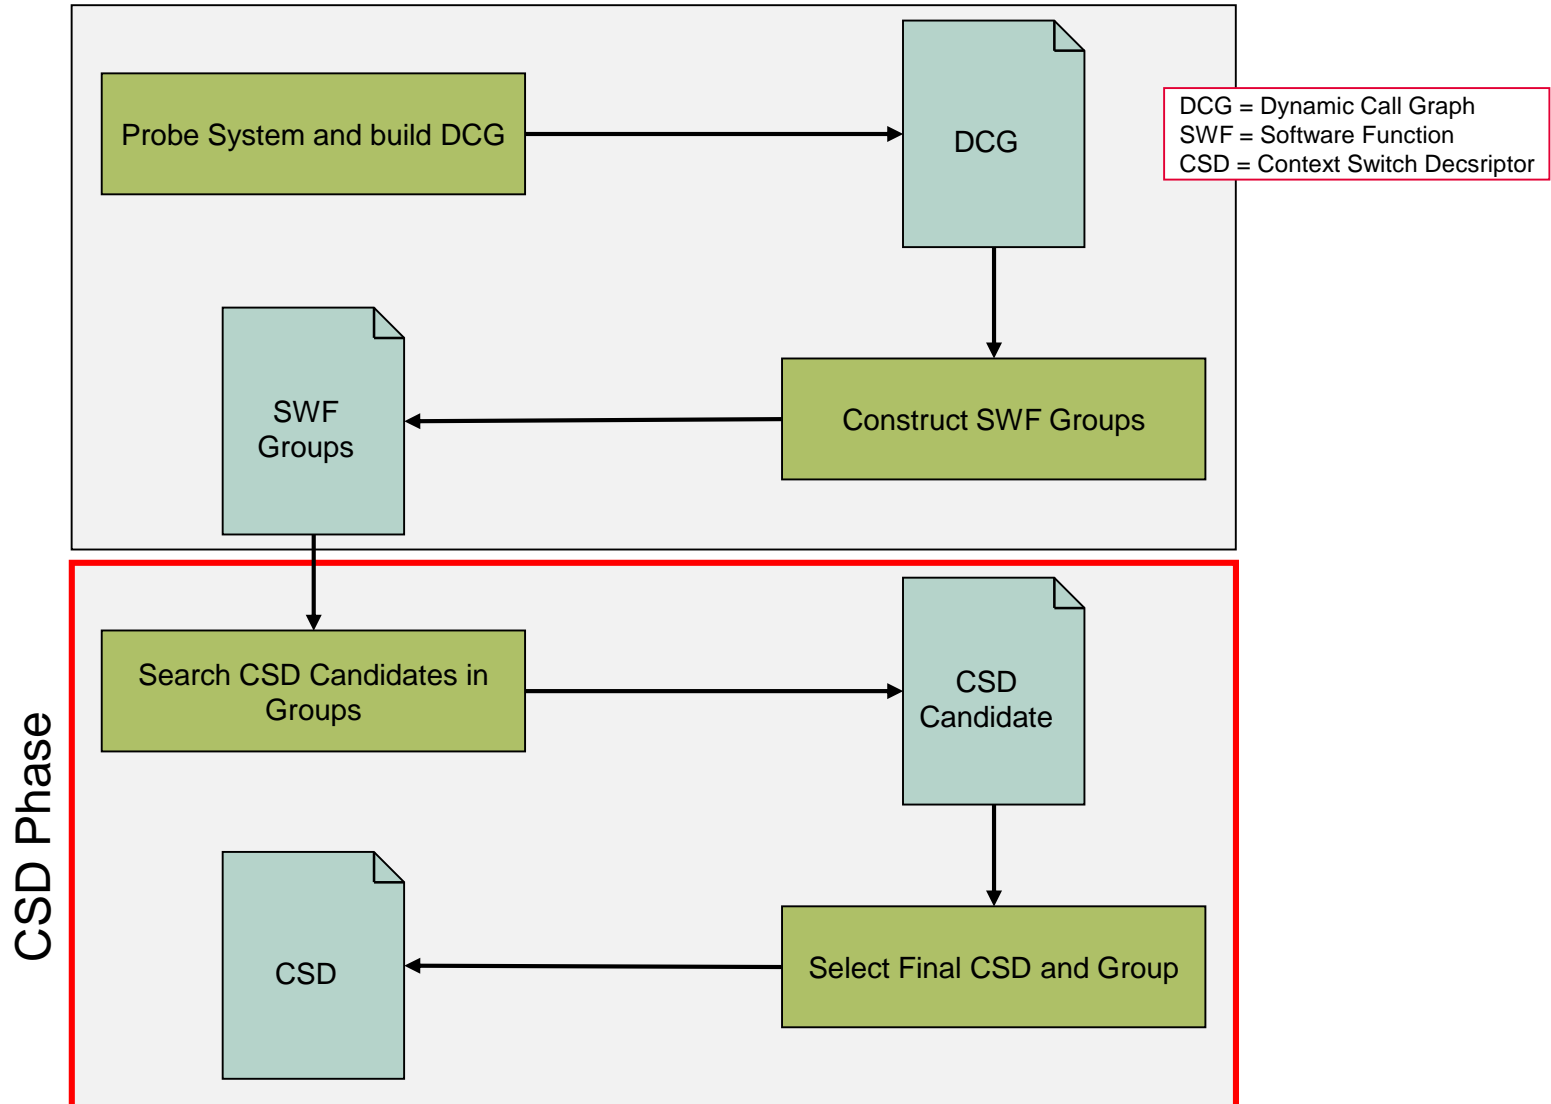 Probe System and build DCG
DCG
DCG = Dynamic Call Graph
SWF = Software Function
CSD = Context Switch Decsriptor
SWF
Groups
Construct SWF Groups
CSD Phase
Search CSD Candidates in
Groups
CSD
Candidate
CSD
Select Final CSD and Group